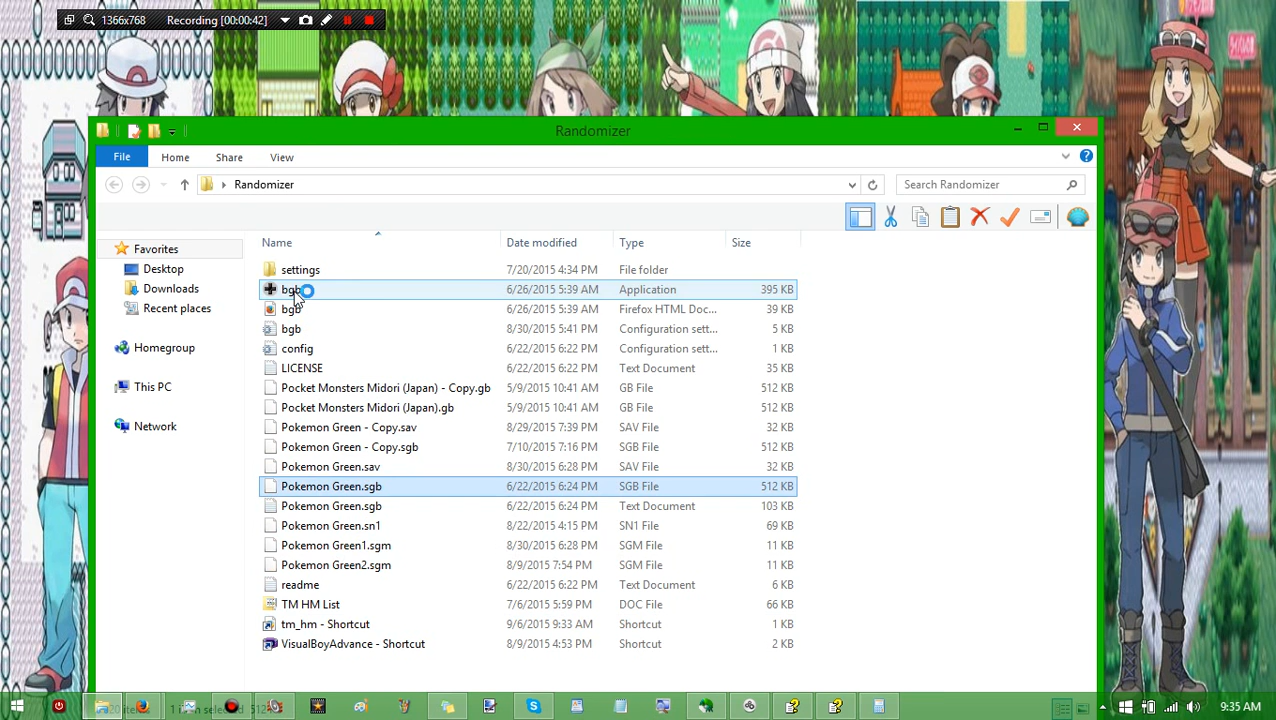 1366x768 Recording [00:00:42]
Randomizer
File Home Share View
Randomizer Search Randomizer
Name Date modified Type Size
Favorites
Desktop
Downloads
Recent places
Homegroup
This PC
Network
settings 7/20/2015 4:34 PM File folder
bgb 6/26/2015 5:39 AM Application 395 KB
bgb 6/26/2015 5:39 AM Firefox HTML Doc... 39 KB
bgb 8/30/2015 5:41 PM Configuration sett... 5 KB
config 6/22/2015 6:22 PM Configuration sett... 1 KB
LICENSE 6/22/2015 6:22 PM Text Document 35 KB
Pocket Monsters Midori (Japan) - Copy.gb 5/9/2015 10:41 AM GB File 512 KB
Pocket Monsters Midori (Japan).gb 5/9/2015 10:41 AM GB File 512 KB
Pokemon Green - Copy.sav 8/29/2015 7:39 PM SAV File 32 KB
Pokemon Green - Copy.sgb 7/10/2015 7:16 PM SGB File 512 KB
Pokemon Green.sav 8/30/2015 6:28 PM SAV File 32 KB
Pokemon Green.sgb 6/22/2015 6:24 PM SGB File 512 KB
Pokemon Green.sgb 6/22/2015 6:24 PM Text Document 103 KB
Pokemon Green.sn1 8/22/2015 4:15 PM SN1 File 69 KB
Pokemon Green1.sgm 8/30/2015 6:28 PM SGM File 11 KB
Pokemon Green2.sgm 8/9/2015 7:54 PM SGM File 11 KB
readme 6/22/2015 6:22 PM Text Document 6 KB
TM HM List 7/6/2015 5:59 PM DOC File 66 KB
tm_hm - Shortcut 9/6/2015 9:33 AM Shortcut 1 KB
VisualBoyAdvance - Shortcut 8/9/2015 4:53 PM Shortcut 2 KB
20 items 1 item selected 512
9:35 AM